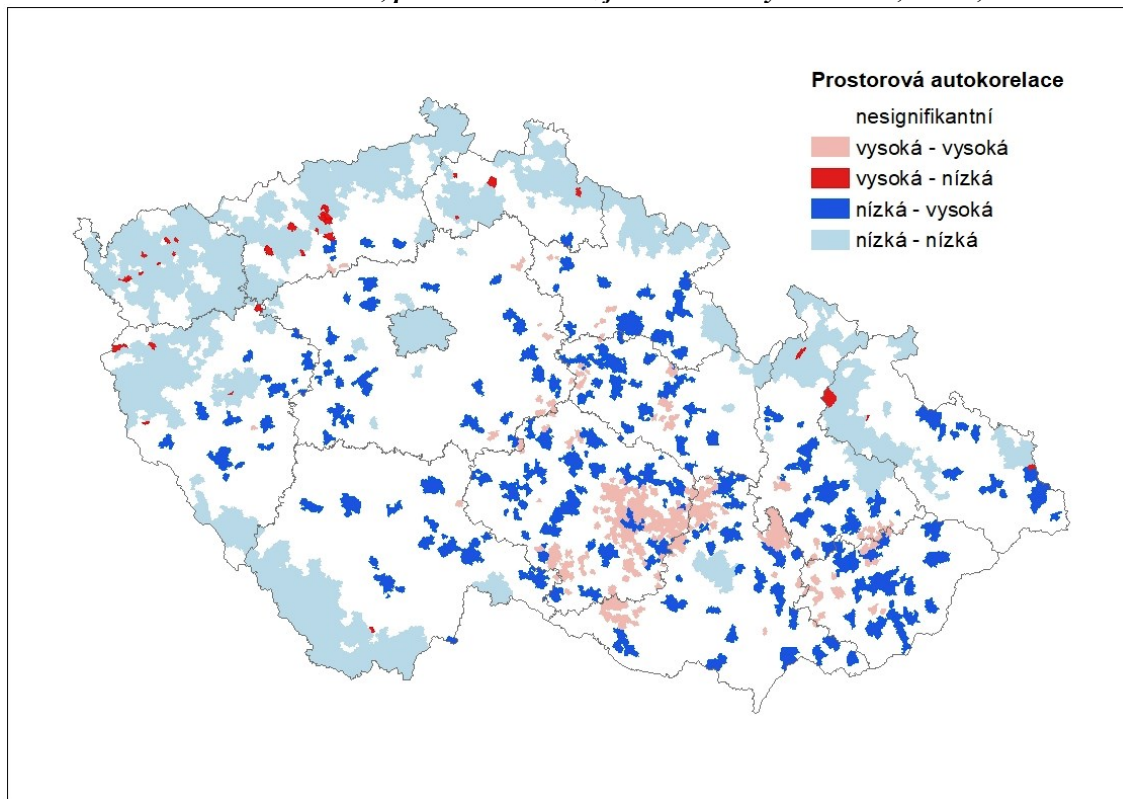 Prostorová autokorelace
nesignifikantní
vysoká - vysoká
vysoká - nízká
nízká - vysoká
nízká - nízká